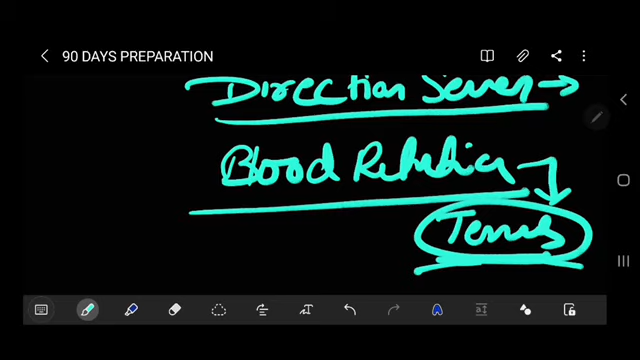 90 DAYS PREPARATION
Direction Sense
Blood Relation
Terms